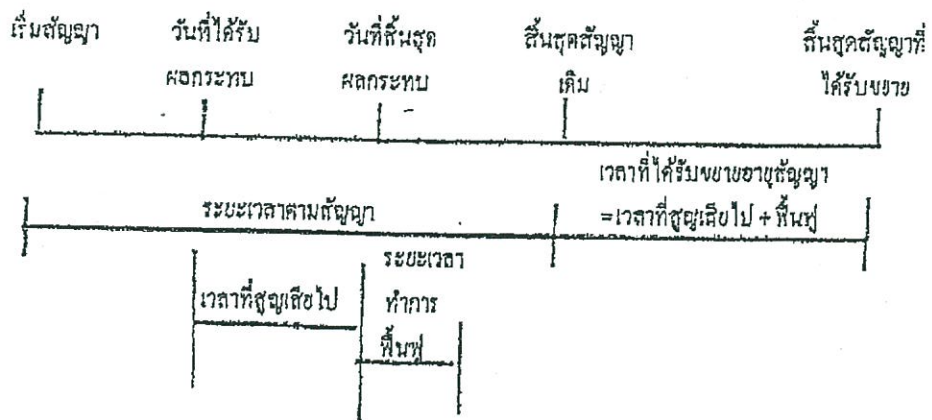 เริ่มสัญญา วันที่ได้รับ วันที่สิ้นสุด สิ้นสุดสัญญา สิ้นสุดสัญญาที่
ผลกระทบ ผลกระทบ เดิม ได้รับขยาย
เวลาที่ได้รับขยายอายุสัญญา
ระยะเวลาตามสัญญา =เวลาที่สูญเสียไป + ฟื้นฟู
ระยะเวลา
เวลาที่สูญเสียไป ทำการ
ฟื้นฟู